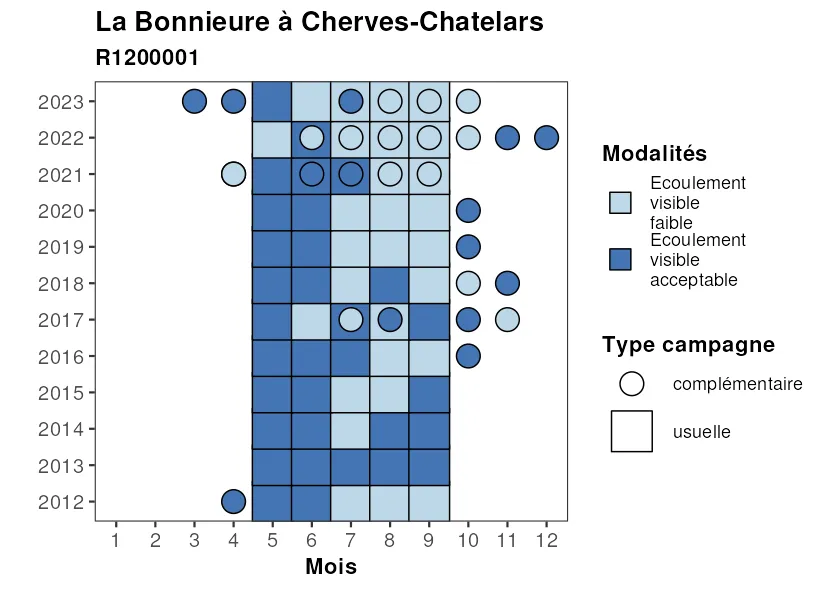 La Bonnieure à Cherves-Chatelars
R1200001
2023
2022
2021
2020
2019
2018
2017
2016
2015
2014
2013
2012
1 2 3 4 5 6 7 8 9 10 11 12
Mois
Modalités
Ecoulement
visible
faible
Ecoulement
visible
acceptable
Type campagne
complémentaire
usuelle